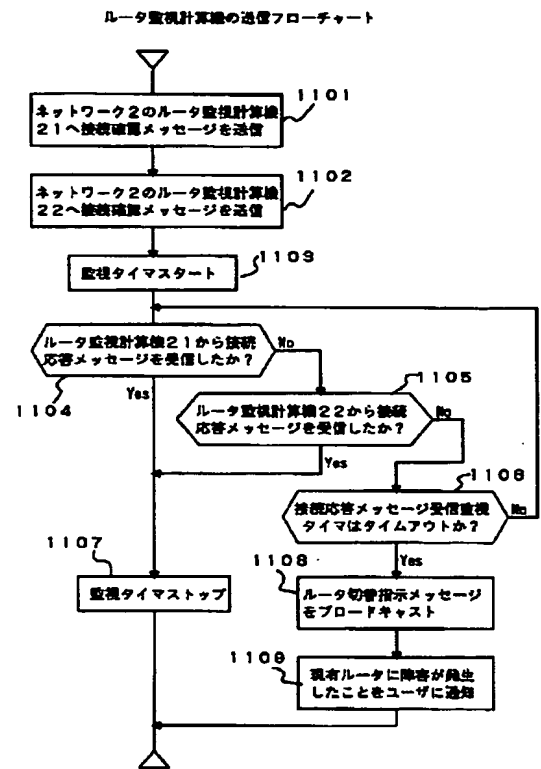 ルータ監視計算機の送信フローチャート
1101
ネットワーク2のルータ監視計算機
21へ接続確認メッセージを送信
1102
ネットワーク2のルータ監視計算機
22へ接続確認メッセージを送信
1103
監視タイマスタート
ルータ監視計算機21から接続
応答メッセージを受信したか?
No
1104
Yes
1105
ルータ監視計算機22から接続
応答メッセージを受信したか?
No
Yes
1106
接続応答メッセージ受信監視
タイマはタイムアウトか?
No
Yes
1107
監視タイマストップ
1108
ルータ切替指示メッセージ
をブロードキャスト
1109
現有ルータに障害が発生
したことをユーザに通知